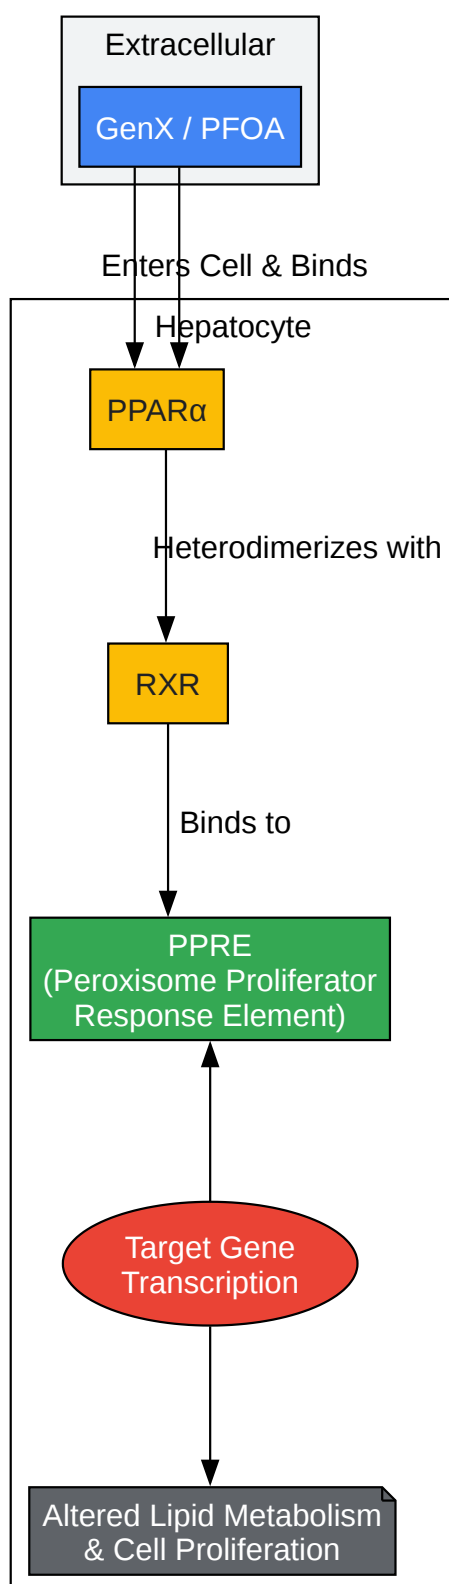 Extracellular
GenX / PFOA
Enters Cell & Binds
Hepatocyte
PPARα
Heterodimerizes with
RXR
Binds to
PPRE
(Peroxisome Proliferator
Response Element)
Target Gene
Transcription
Altered Lipid Metabolism
& Cell Proliferation